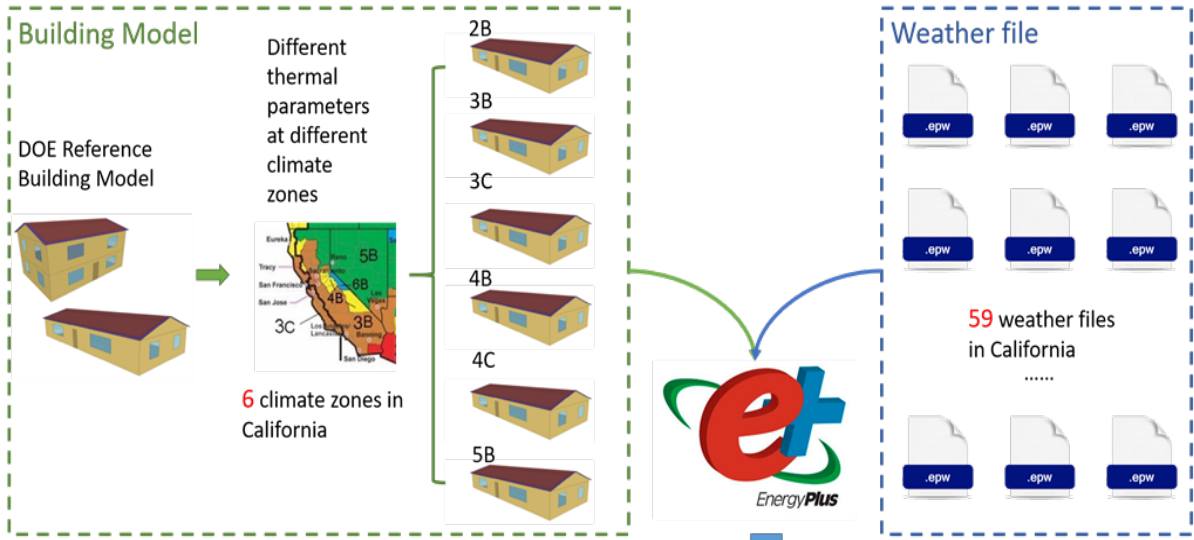 Building Model
DOE Reference
Building Model
Different
thermal
parameters
at different
climate
zones
Eureka
Tracy
San Francisco
San Jose
Reno
Sacramento
5B
6B
4B
Las
Vegas
3C
3B
Los Angeles/
Lancaster
Banning
San Diego
6 climate zones in
California
2B
3B
3C
4B
4C
5B
e+
EnergyPlus
Weather file
.epw
.epw
.epw
.epw
.epw
.epw
59 weather files
in California
......
.epw
.epw
.epw